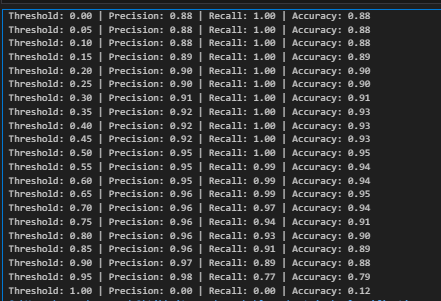 Threshold: 0.00 | Precision: 0.88 | Recall: 1.00 | Accuracy: 0.88
Threshold: 0.05 | Precision: 0.88 | Recall: 1.00 | Accuracy: 0.88
Threshold: 0.10 | Precision: 0.88 | Recall: 1.00 | Accuracy: 0.88
Threshold: 0.15 | Precision: 0.89 | Recall: 1.00 | Accuracy: 0.89
Threshold: 0.20 | Precision: 0.90 | Recall: 1.00 | Accuracy: 0.90
Threshold: 0.25 | Precision: 0.90 | Recall: 1.00 | Accuracy: 0.90
Threshold: 0.30 | Precision: 0.91 | Recall: 1.00 | Accuracy: 0.91
Threshold: 0.35 | Precision: 0.92 | Recall: 1.00 | Accuracy: 0.93
Threshold: 0.40 | Precision: 0.92 | Recall: 1.00 | Accuracy: 0.93
Threshold: 0.45 | Precision: 0.92 | Recall: 1.00 | Accuracy: 0.93
Threshold: 0.50 | Precision: 0.95 | Recall: 1.00 | Accuracy: 0.95
Threshold: 0.55 | Precision: 0.95 | Recall: 0.99 | Accuracy: 0.94
Threshold: 0.60 | Precision: 0.95 | Recall: 0.99 | Accuracy: 0.94
Threshold: 0.65 | Precision: 0.96 | Recall: 0.99 | Accuracy: 0.95
Threshold: 0.70 | Precision: 0.96 | Recall: 0.97 | Accuracy: 0.94
Threshold: 0.75 | Precision: 0.96 | Recall: 0.94 | Accuracy: 0.91
Threshold: 0.80 | Precision: 0.96 | Recall: 0.93 | Accuracy: 0.90
Threshold: 0.85 | Precision: 0.96 | Recall: 0.91 | Accuracy: 0.89
Threshold: 0.90 | Precision: 0.97 | Recall: 0.89 | Accuracy: 0.88
Threshold: 0.95 | Precision: 0.98 | Recall: 0.77 | Accuracy: 0.79
Threshold: 1.00 | Precision: 0.00 | Recall: 0.00 | Accuracy: 0.12